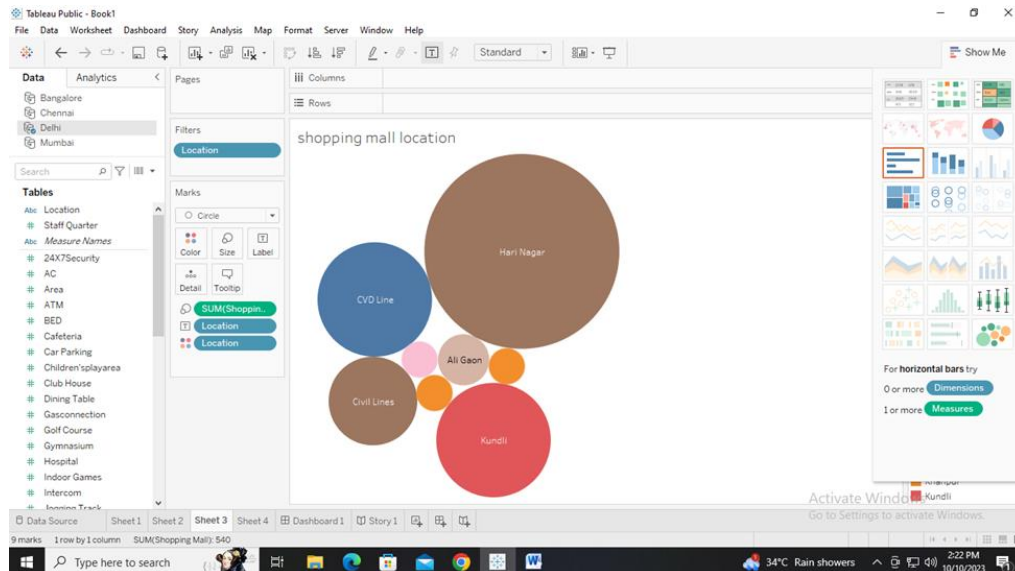 Tableau Public - Book1
File Data Worksheet Dashboard Story Analysis Map Format Server Window Help
Standard
Show Me
Data Analytics
Pages
Columns
Bangalore
Chennai
Rows
Delhi
Filters
Mumbai
Location
shopping mall location
Search
Tables
Marks
Abc Location
Circle
# Staff Quarter
Abc Measure Names
# 24X7Security
Color Size Label
# AC
# Area
Detail Tooltip
# ATM
SUM(Shoppin..
# BED
Location
# Cafeteria
Location
# Car Parking
# Children'splayarea
# Club House
# Dining Table
# Gasconnection
# Golf Course
# Gymnasium
# Hospital
# Indoor Games
# Intercom
# Jogging Track
Hari Nagar
CVD Line
Ali Gaon
Civil Lines
Kundli
For horizontal bars try
0 or more Dimensions
1 or more Measures
Khanpur
Kundli
Activate Windows
Go to Settings to activate Windows.
Data Source Sheet 1 Sheet 2 Sheet 3 Sheet 4 Dashboard 1 Story 1
9 marks 1 row by 1 column SUM(Shopping Mall): 540
Type here to search
34°C Rain showers
2:22 PM
10/10/2023